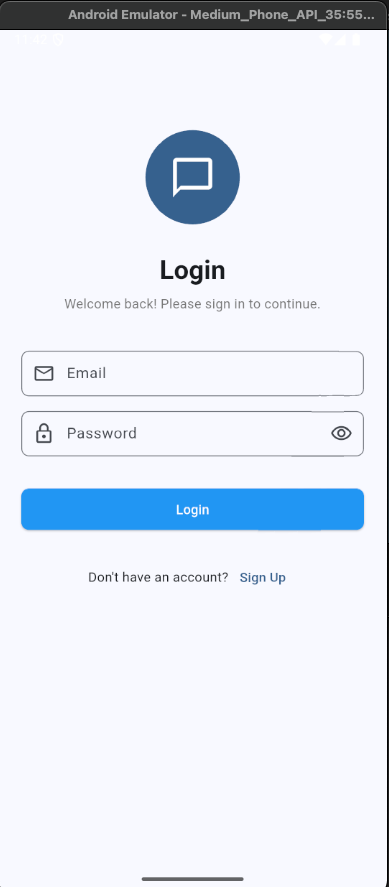 Android Emulator - Medium_Phone_API_35:55...
Login
Welcome back! Please sign in to continue.
Email
Password
Login
Don't have an account? Sign Up